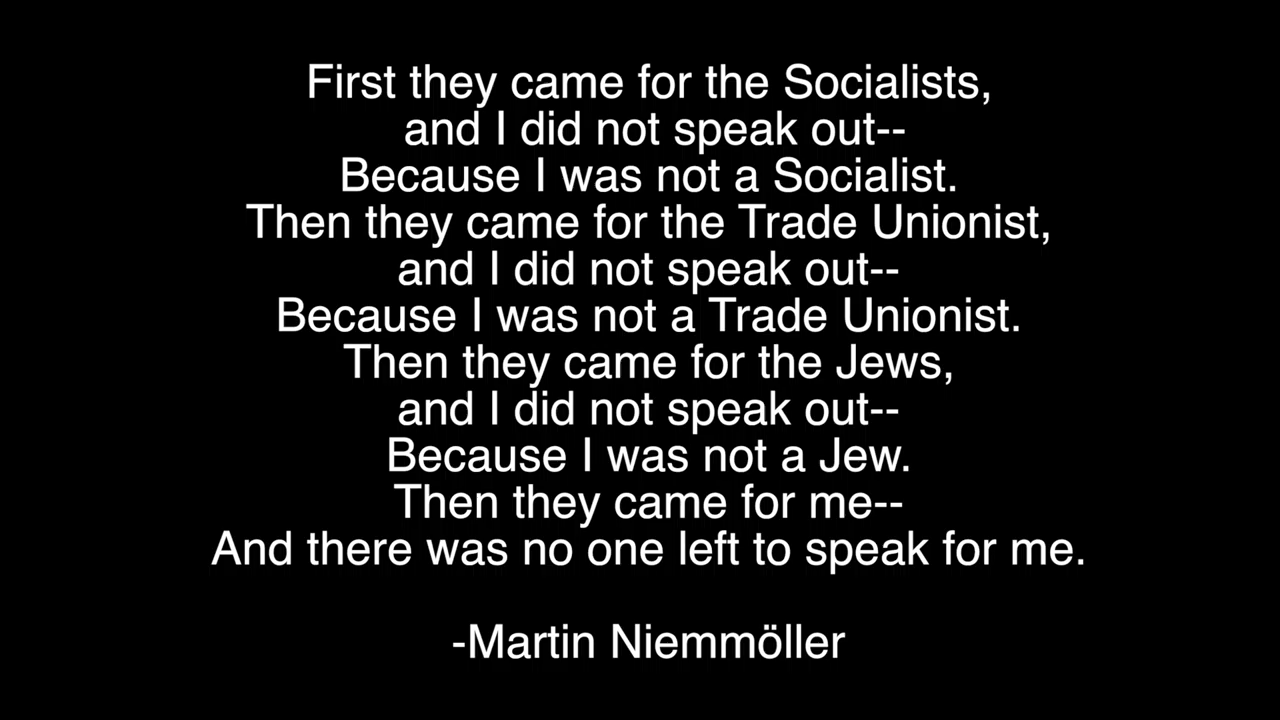 First they came for the Socialists,
and I did not speak out--
Because I was not a Socialist.
Then they came for the Trade Unionist,
and I did not speak out--
Because I was not a Trade Unionist.
Then they came for the Jews,
and I did not speak out--
Because I was not a Jew.
Then they came for me--
And there was no one left to speak for me.
-Martin Niemmöller